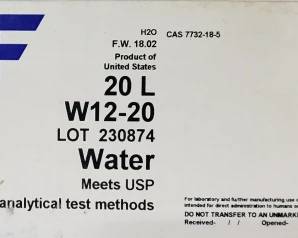 H2O
CAS 7732-18-5
F.W. 18.02
Product of
United States
20 L
W12-20
LOT 230874
Water
Meets USP
analytical test methods
For laboratory and further manufacturing use
intended for direct administration to humans or
DO NOT TRANSFER TO AN UNMARK
Received- / / Opened-